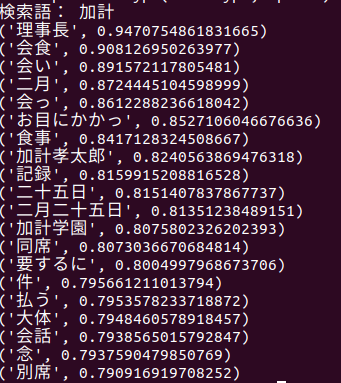 検索語： 加計
('理事長', 0.9470754861831665)
('会食', 0.908126950263977)
('会い', 0.891572117805481)
('二月', 0.8724445104598999)
('会っ', 0.8612288236618042)
('お目にかかっ', 0.8527106046676636)
('食事', 0.8417128324508667)
('加計孝太郎', 0.8240563869476318)
('記録', 0.8159915208816528)
('二十五日', 0.8151407837867737)
('二月二十五日', 0.81351238489151)
('加計学園', 0.8075802326202393)
('同席', 0.8073036670684814)
('要するに', 0.8004997968673706)
('件', 0.795661211013794)
('払う', 0.7953578233718872)
('大体', 0.7948460578918457)
('会話', 0.7938565015792847)
('念', 0.7937590479850769)
('別席', 0.790916919708252)